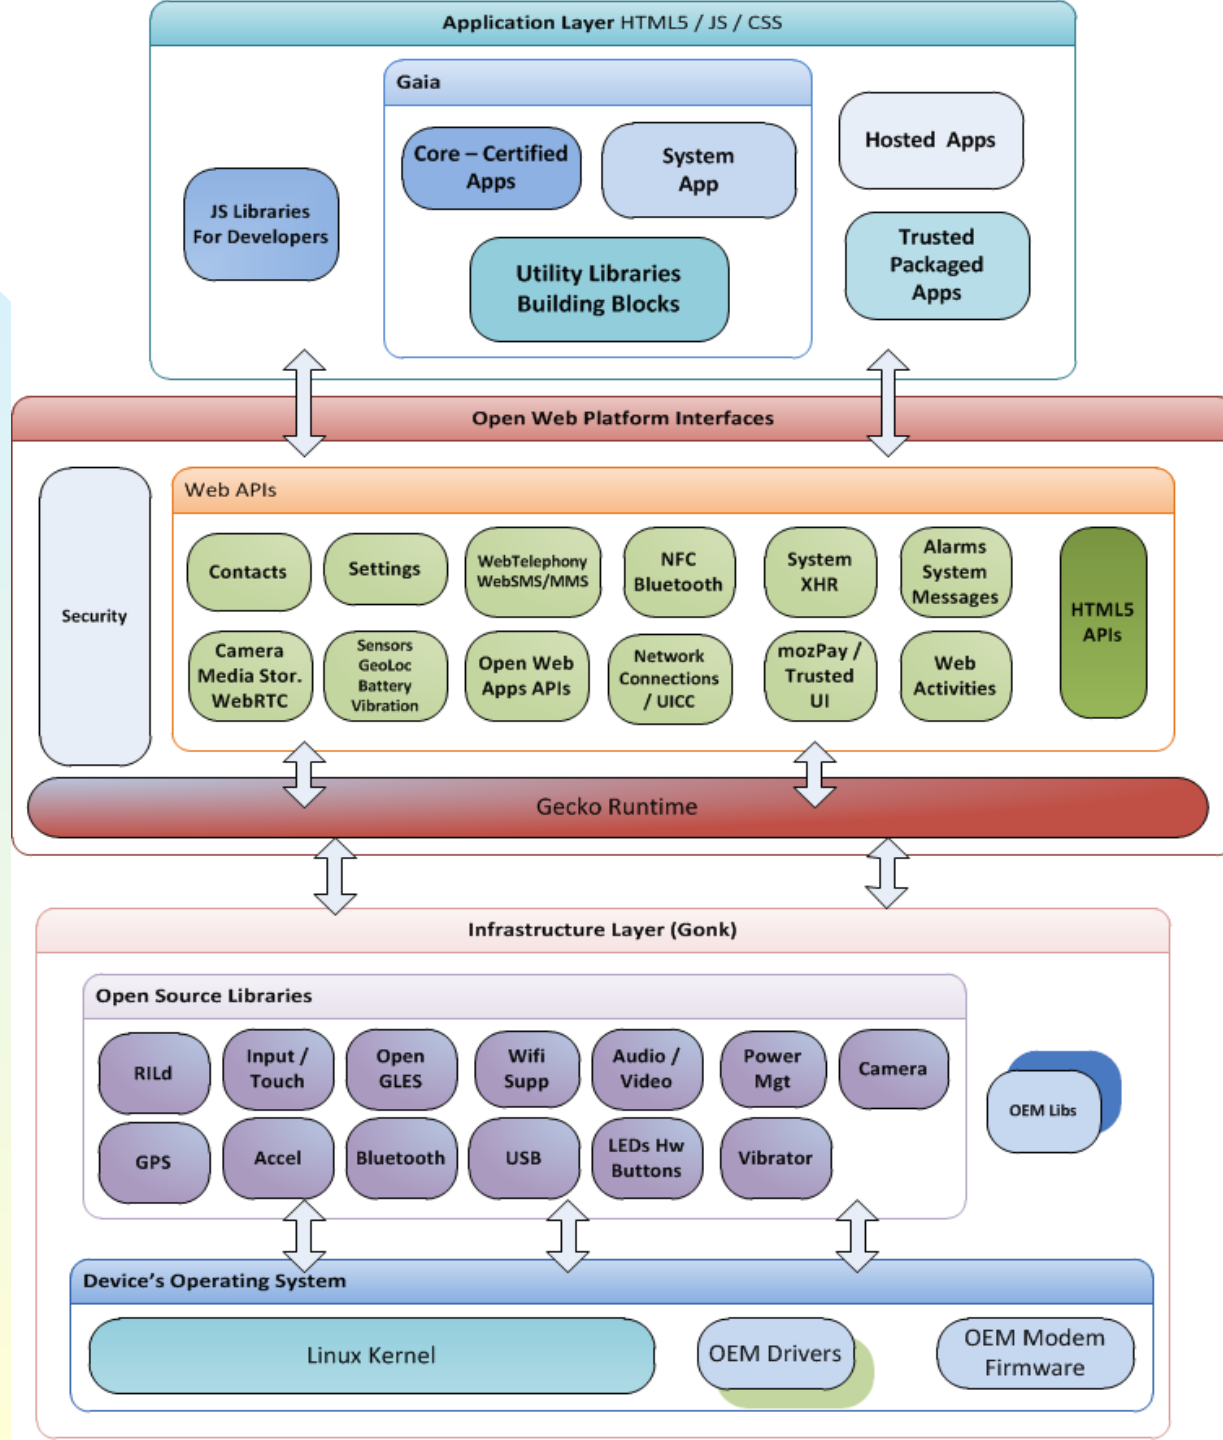 Application Layer HTML5 / JS / CSS
Gaia
Core – Certified
Apps
System
App
Hosted Apps
JS Libraries
For Developers
Utility Libraries
Building Blocks
Trusted
Packaged
Apps
Open Web Platform Interfaces
Security
Web APIs
Contacts
Settings
WebTelephony
WebSMS/MMS
NFC
Bluetooth
System
XHR
Alarms
System
Messages
HTML5
APIs
Camera
Media Stor.
WebRTC
Sensors
GeoLoc
Battery
Vibration
Open Web
Apps APIs
Network
Connections
/ UICC
mozPay /
Trusted
UI
Web
Activities
Gecko Runtime
Infrastructure Layer (Gonk)
Open Source Libraries
RILd
Input /
Touch
Open
GLES
Wifi
Supp
Audio /
Video
Power
Mgt
Camera
OEM Libs
GPS
Accel
Bluetooth
USB
LEDs Hw
Buttons
Vibrator
Device's Operating System
Linux Kernel
OEM Drivers
OEM Modem
Firmware